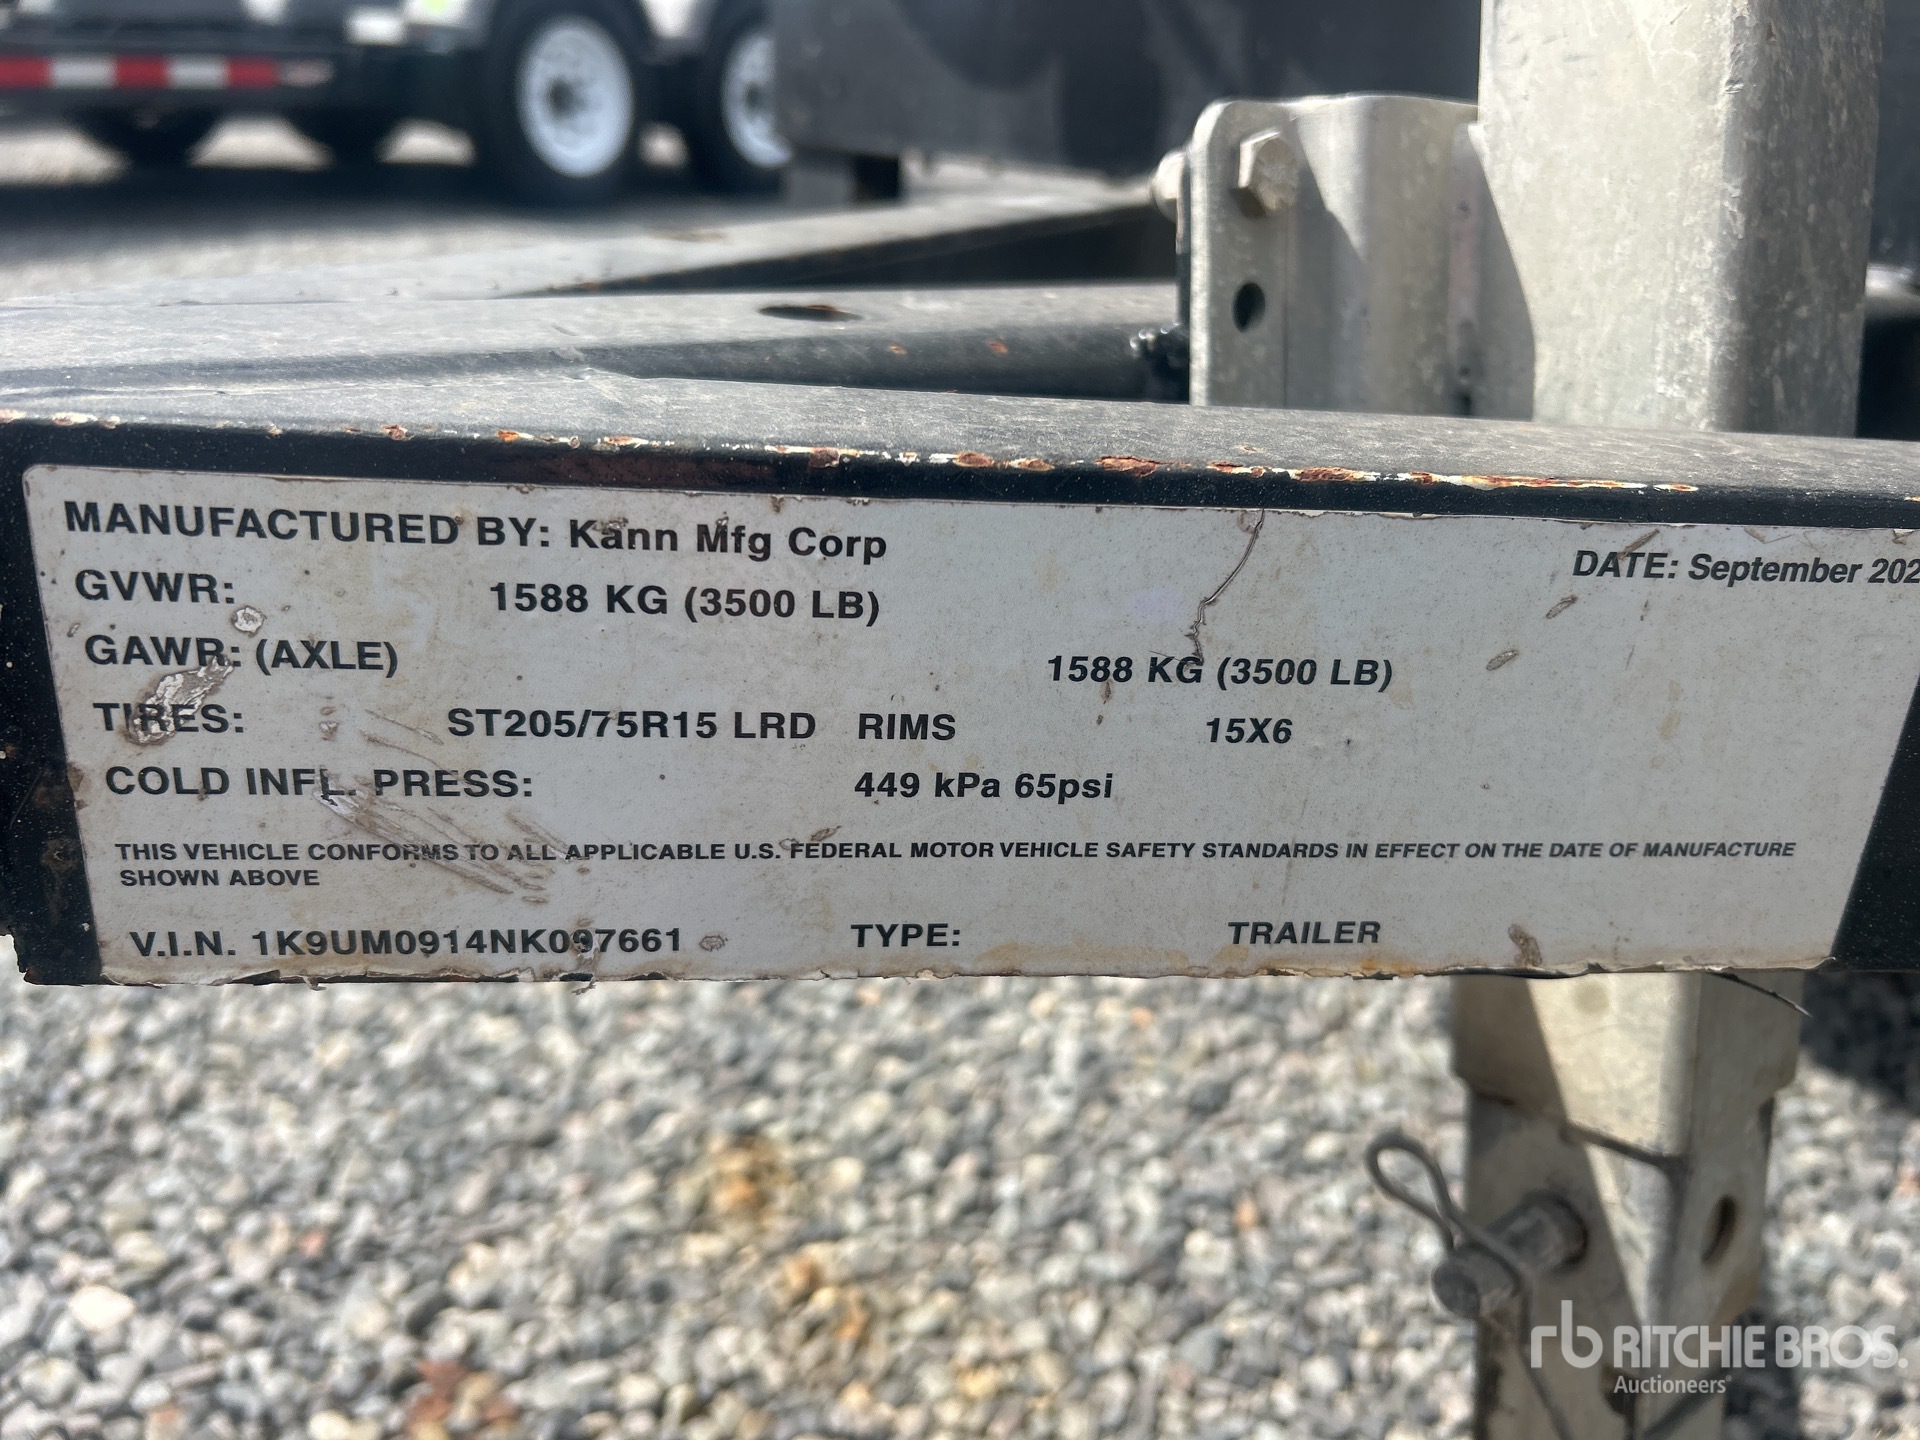 MANUFACTURED BY: Kann Mfg Corp DATE: September 202
GVWR: 1588 KG (3500 LB)
GAWR: (AXLE) 1588 KG (3500 LB)
TIRES: ST205/75R15 LRD RIMS 15X6
COLD INFL. PRESS: 449 kPa 65psi
THIS VEHICLE CONFORMS TO ALL APPLICABLE U.S. FEDERAL MOTOR VEHICLE SAFETY STANDARDS IN EFFECT ON THE DATE OF MANUFACTURE
SHOWN ABOVE
V.I.N. 1K9UM0914NK097661 TYPE: TRAILER
rb RITCHIE BROS.
Auctioneers